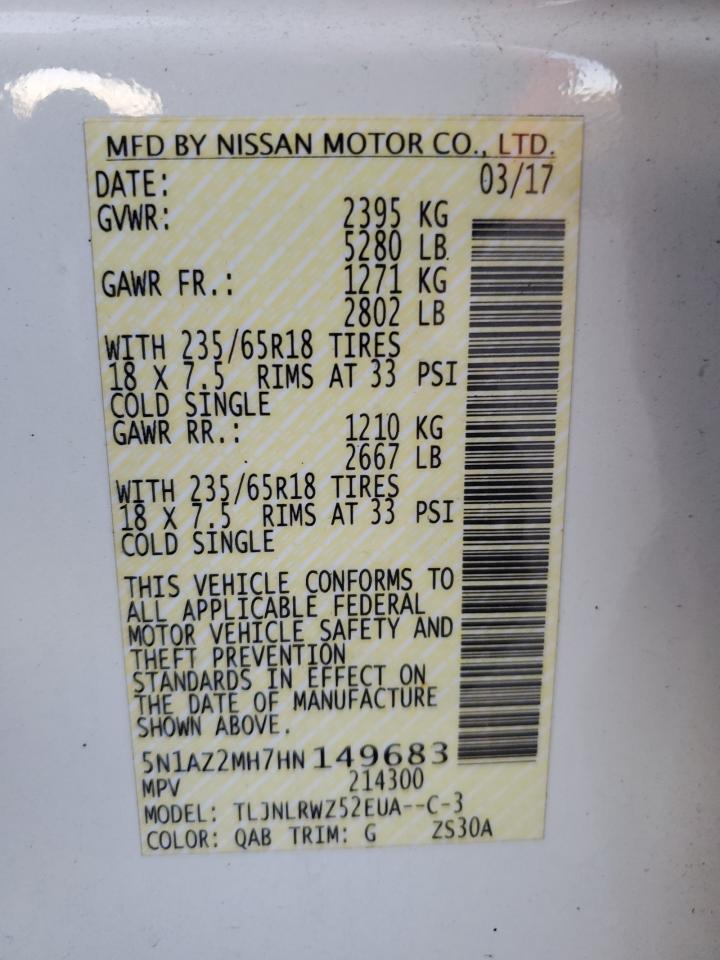 MFD BY NISSAN MOTOR CO., LTD.
DATE: 03/17
GVWR: 2395 KG
5280 LB
GAWR FR.: 1271 KG
2802 LB
WITH 235/65R18 TIRES
18 X 7.5 RIMS AT 33 PSI
COLD SINGLE
GAWR RR.: 1210 KG
2667 LB
WITH 235/65R18 TIRES
18 X 7.5 RIMS AT 33 PSI
COLD SINGLE
THIS VEHICLE CONFORMS TO
ALL APPLICABLE FEDERAL
MOTOR VEHICLE SAFETY AND
THEFT PREVENTION
STANDARDS IN EFFECT ON
THE DATE OF MANUFACTURE
SHOWN ABOVE.
5N1AZ2MH7HN149683
MPV 214300
MODEL: TLJNLRWZ52EUA--C-3
COLOR: QAB TRIM: G ZS30A